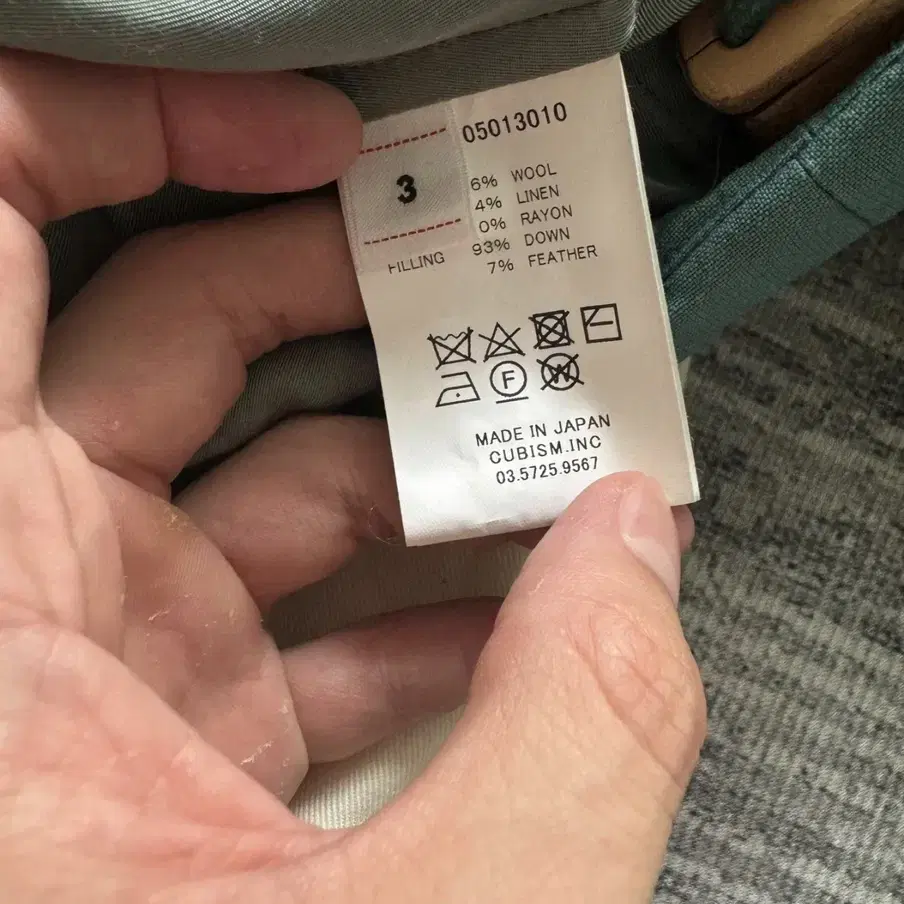 05013010
3
6% WOOL
4% LINEN
0% RAYON
FILLING 93% DOWN
7% FEATHER
F
W
MADE IN JAPAN
CUBISM.INC
03.5725.9567